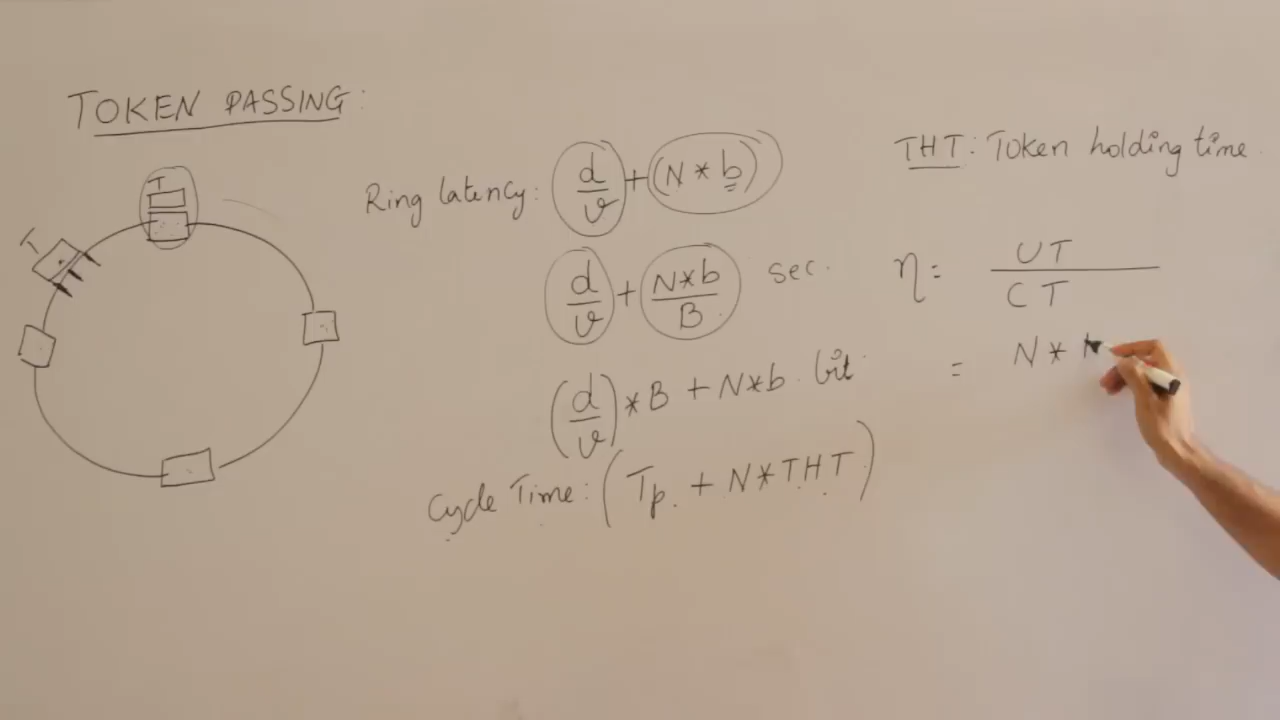 TOKEN PASSING:
T
T
Ring latency: d/v + (N * b)
d/v + N*b/B sec.
(d/v) * B + N*b. bit
Cycle Time: (Tp. + N*THT)
THT: Token holding time
η = UT/CT
= N *